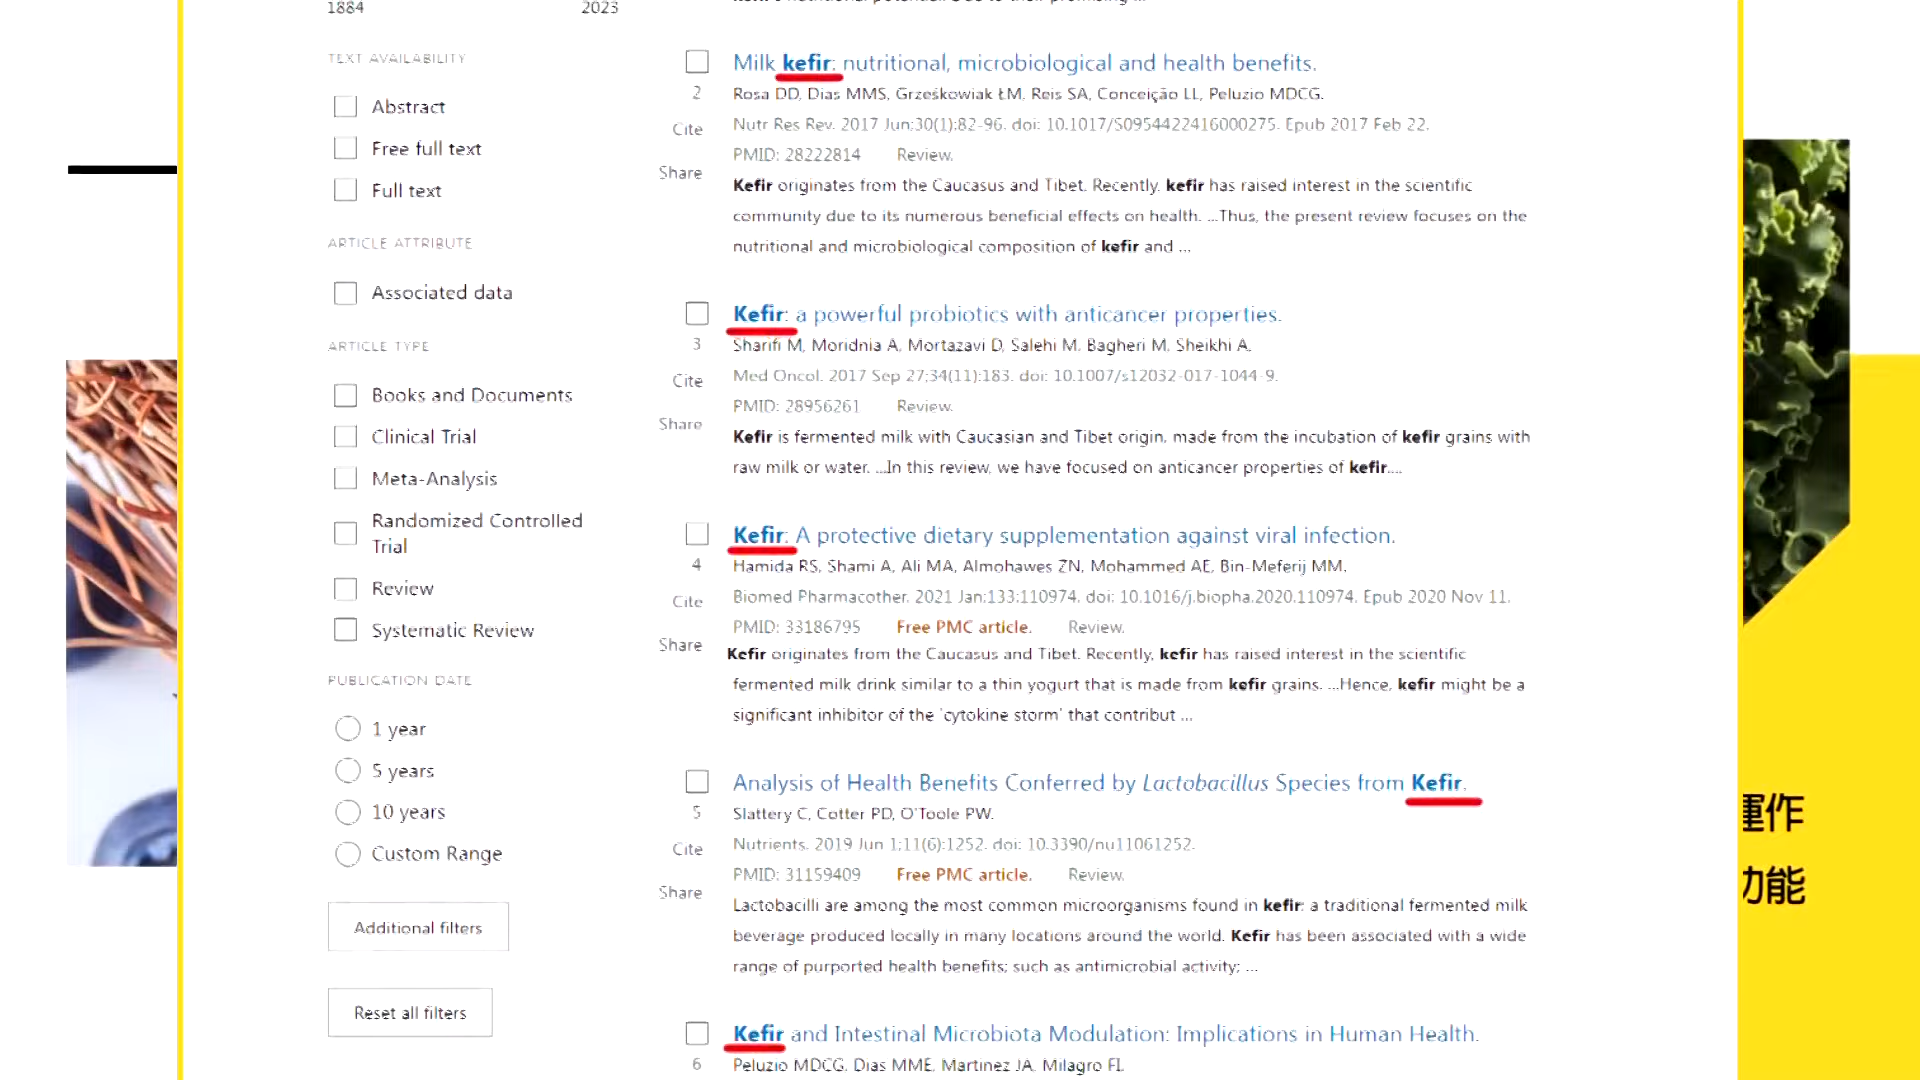 1884 2023
TEXT AVAILABILITY
Abstract
Free full text
Full text
ARTICLE ATTRIBUTE
Associated data
ARTICLE TYPE
Books and Documents
Clinical Trial
Meta-Analysis
Randomized Controlled
Trial
Review
Systematic Review
PUBLICATION DATE
1 year
5 years
10 years
Custom Range
Additional filters
Reset all filters
Milk kefir: nutritional, microbiological and health benefits.
2
Cite
Share
Rosa DD, Dias MMS, Grześkowiak ŁM, Reis SA, Conceição LL, Peluzio MDCG.
Nutr Res Rev. 2017 Jun;30(1):82-96. doi: 10.1017/S0954422416000275. Epub 2017 Feb 22.
PMID: 28222814 Review.
Kefir originates from the Caucasus and Tibet. Recently, kefir has raised interest in the scientific
community due to its numerous beneficial effects on health. ...Thus, the present review focuses on the
nutritional and microbiological composition of kefir and ...
Kefir: a powerful probiotics with anticancer properties.
3
Cite
Share
Sharifi M, Moridnia A, Mortazavi D, Salehi M, Bagheri M, Sheikhi A.
Med Oncol. 2017 Sep 27;34(11):183. doi: 10.1007/s12032-017-1044-9.
PMID: 28956261 Review.
Kefir is fermented milk with Caucasian and Tibet origin, made from the incubation of kefir grains with
raw milk or water. ...In this review, we have focused on anticancer properties of kefir....
Kefir: A protective dietary supplementation against viral infection.
4
Cite
Share
Hamida RS, Shami A, Ali MA, Almohawes ZN, Mohammed AE, Bin-Meferij MM.
Biomed Pharmacother. 2021 Jan;133:110974. doi: 10.1016/j.biopha.2020.110974. Epub 2020 Nov 11.
PMID: 33186795 Free PMC article. Review.
Kefir originates from the Caucasus and Tibet. Recently, kefir has raised interest in the scientific
fermented milk drink similar to a thin yogurt that is made from kefir grains. ...Hence, kefir might be a
significant inhibitor of the 'cytokine storm' that contribut ...
Analysis of Health Benefits Conferred by Lactobacillus Species from Kefir.
5
Cite
Share
Slattery C, Cotter PD, O'Toole PW.
Nutrients. 2019 Jun 1;11(6):1252. doi: 10.3390/nu11061252.
PMID: 31159409 Free PMC article. Review.
Lactobacilli are among the most common microorganisms found in kefir; a traditional fermented milk
beverage produced locally in many locations around the world. Kefir has been associated with a wide
range of purported health benefits; such as antimicrobial activity; ...
Kefir and Intestinal Microbiota Modulation: Implications in Human Health.
6
Peluzio MDCG, Dias MME, Martinez JA, Milagro FI.
運作
功能